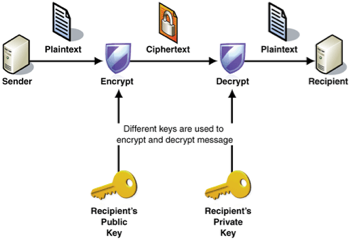 Plaintext
Ciphertext
Plaintext
Sender
Encrypt
Decrypt
Recipient
Different keys are used to
encrypt and decrypt message
Recipient's
Public
Key
Recipient's
Private
Key